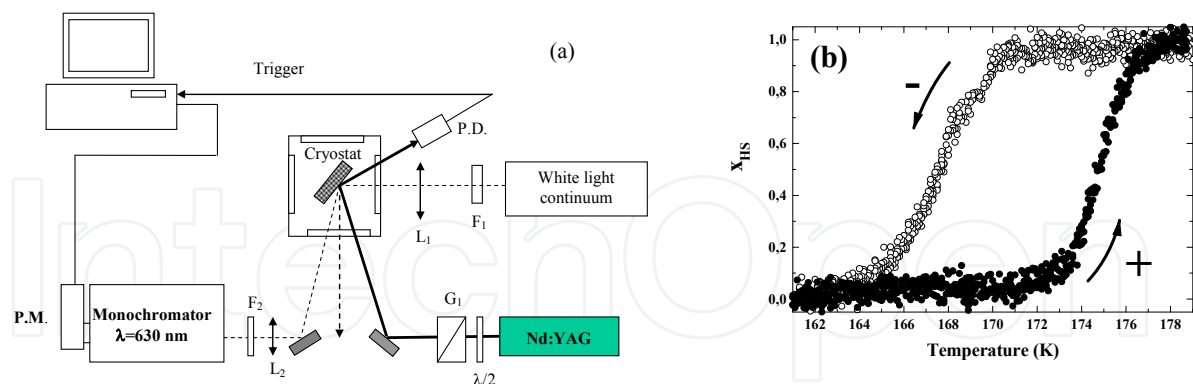 (a)
Trigger
P.D.
Cryostat
White light
continuum
F1
L1
P.M.
Monochromator
λ=630 nm
F2
L2
G1
Nd:YAG
λ/2
(b)
1,0
0,8
0,6
0,4
0,2
0,0
XHS
-
+
162 164 166 168 170 172 174 176 178
Temperature (K)
IntechOpen